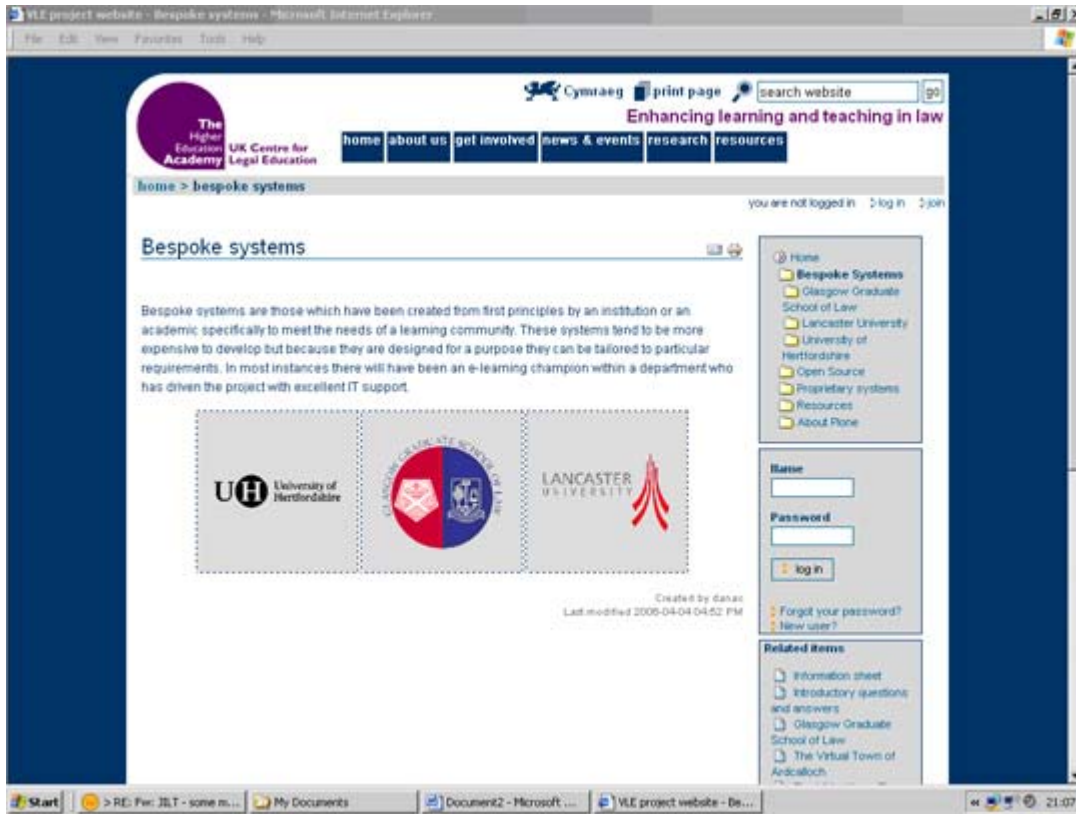 VLE project website - Bespoke systems - Microsoft Internet Explorer
File Edit View Favorites Tools Help
Cymraeg print page search website go
Enhancing learning and teaching in law
The
Higher
Education
Academy
UK Centre for
Legal Education
home about us get involved news & events research resources
home > bespoke systems
you are not logged in log in join
Bespoke systems
Bespoke systems are those which have been created from first principles by an institution or an
academic specifically to meet the needs of a learning community. These systems tend to be more
expensive to develop but because they are designed for a purpose they can be tailored to particular
requirements. In most instances there will have been an e-learning champion within a department who
has driven the project with excellent IT support.
UH University of
Hertfordshire
GLASGOW GRADUATE SCHOOL OF LAW
LANCASTER
UNIVERSITY
Created by danac
Last modified 2006-04-04 04:52 PM
Home
Bespoke Systems
Glasgow Graduate
School of Law
Lancaster University
University of
Hertfordshire
Open Source
Proprietary systems
Resources
About Plone
Name
Password
log in
Forgot your password?
New user?
Related items
Information sheet
Introductory questions
and answers
Glasgow Graduate
School of Law
The Virtual Town of
Ardcalloch
Start > RE: Fw: JILT - some m... My Documents Document2 - Microsoft ... VLE project website - Be... « 21:07